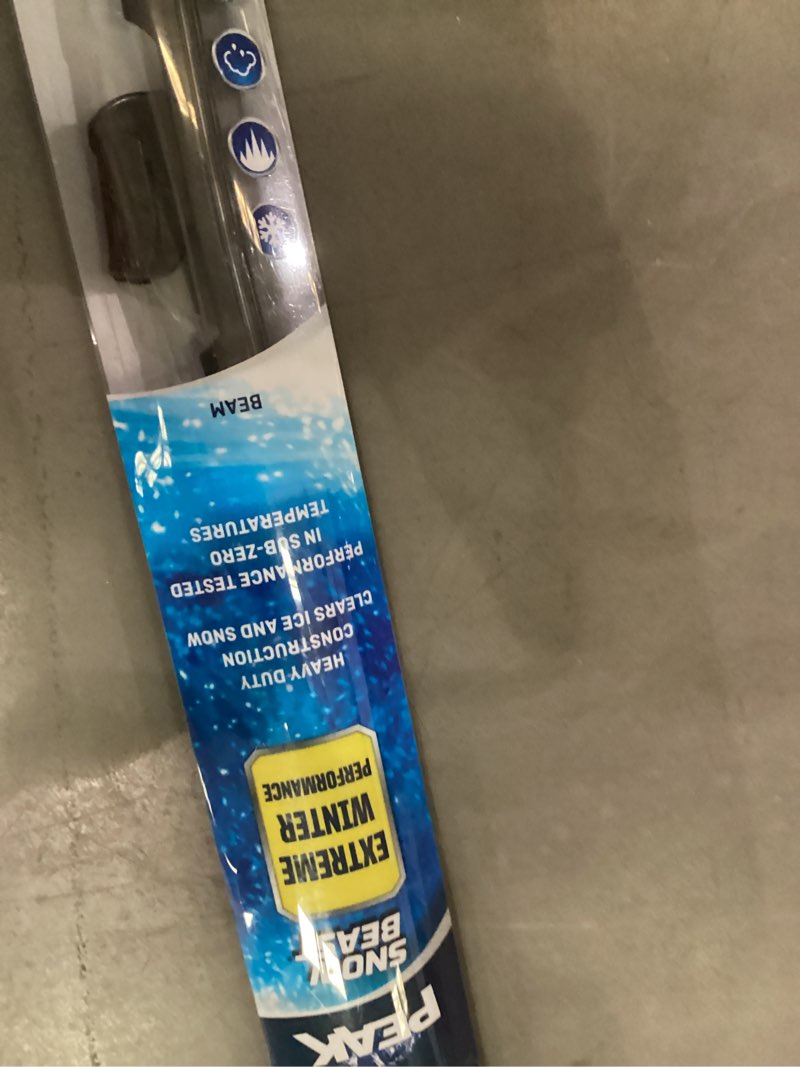 PEAK
SNOW
BEAST
EXTREME
WINTER
PERFORMANCE
HEAVY DUTY
CONSTRUCTION
CLEARS ICE AND SNOW
PERFORMANCE TESTED
IN SUB-ZERO
TEMPERATURES
BEAM